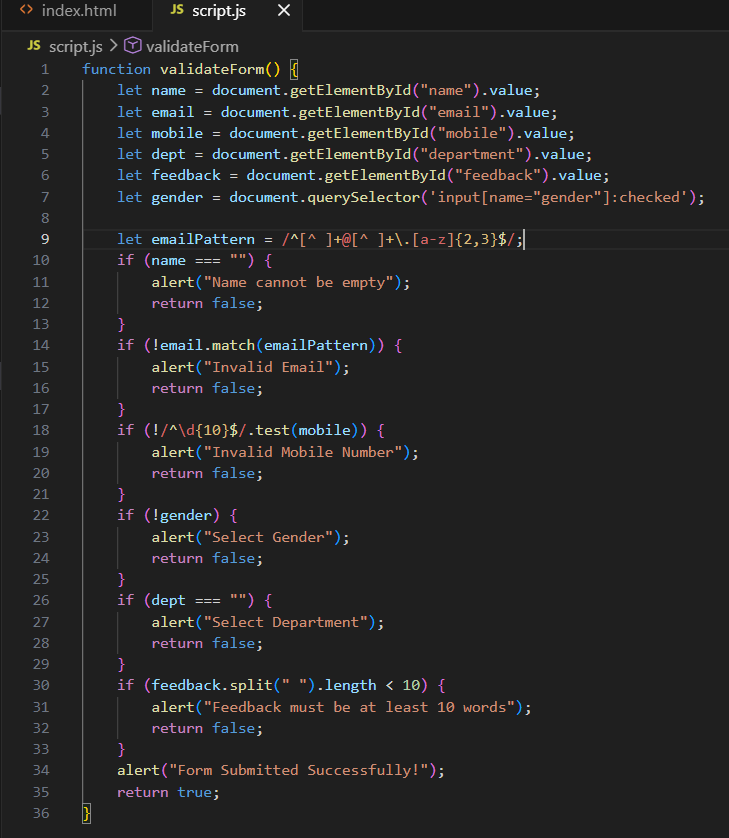 <> index.html JS script.js ×
JS script.js > validateForm
1 function validateForm() {
2 let name = document.getElementById("name").value;
3 let email = document.getElementById("email").value;
4 let mobile = document.getElementById("mobile").value;
5 let dept = document.getElementById("department").value;
6 let feedback = document.getElementById("feedback").value;
7 let gender = document.querySelector('input[name="gender"]:checked');
8
9 let emailPattern = /^[^ ]+@[^ ]+\.[a-z]{2,3}$/;
10 if (name === "") {
11 alert("Name cannot be empty");
12 return false;
13 }
14 if (!email.match(emailPattern)) {
15 alert("Invalid Email");
16 return false;
17 }
18 if (!/^\d{10}$/.test(mobile)) {
19 alert("Invalid Mobile Number");
20 return false;
21 }
22 if (!gender) {
23 alert("Select Gender");
24 return false;
25 }
26 if (dept === "") {
27 alert("Select Department");
28 return false;
29 }
30 if (feedback.split(" ").length < 10) {
31 alert("Feedback must be at least 10 words");
32 return false;
33 }
34 alert("Form Submitted Successfully!");
35 return true;
36 }